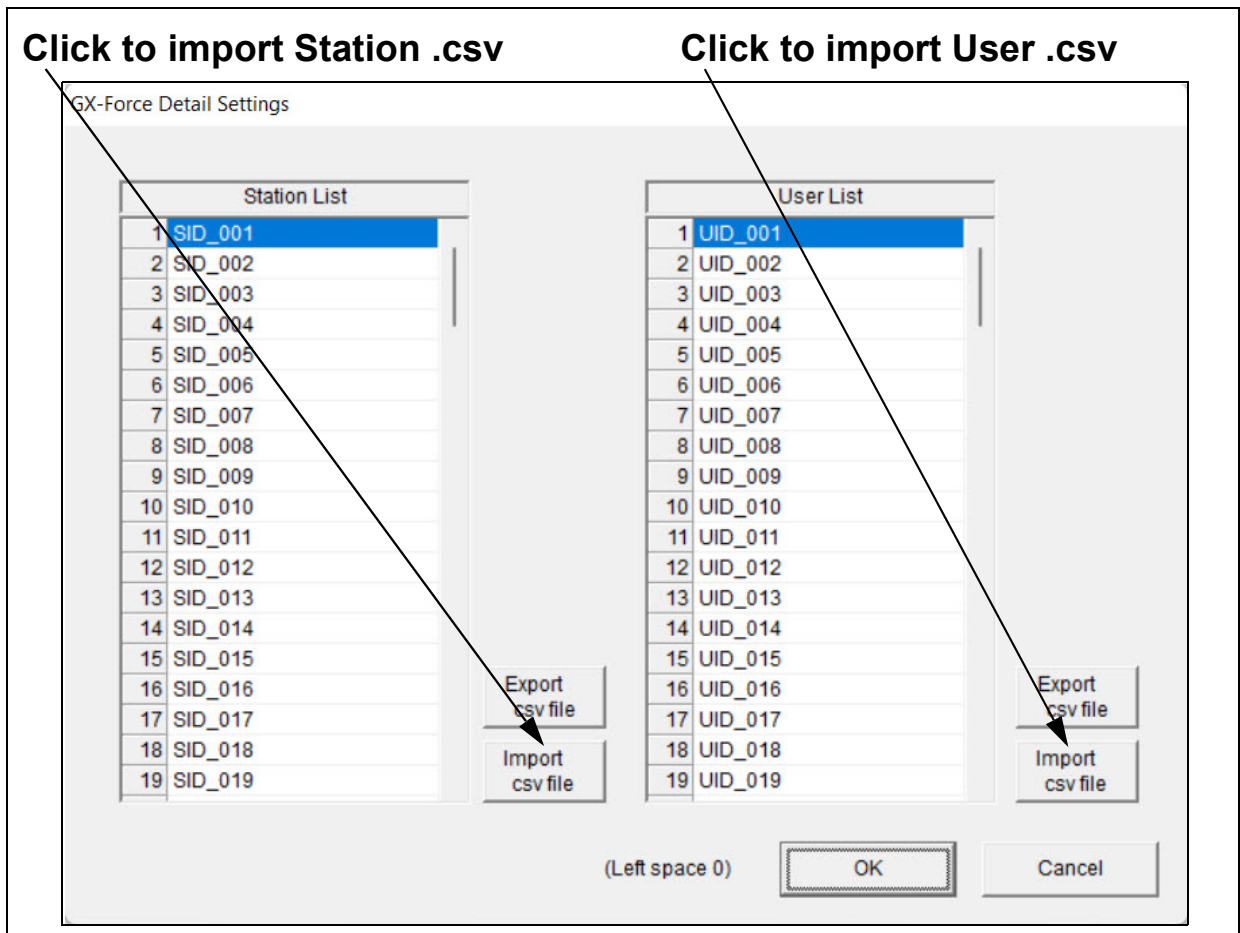 Click to import Station .csv
Click to import User .csv
GX-Force Detail Settings
Station List
1 SID_001
2 SID_002
3 SID_003
4 SID_004
5 SID_005
6 SID_006
7 SID_007
8 SID_008
9 SID_009
10 SID_010
11 SID_011
12 SID_012
13 SID_013
14 SID_014
15 SID_015
16 SID_016
17 SID_017
18 SID_018
19 SID_019
Export
csv file
Import
csv file
User List
1 UID_001
2 UID_002
3 UID_003
4 UID_004
5 UID_005
6 UID_006
7 UID_007
8 UID_008
9 UID_009
10 UID_010
11 UID_011
12 UID_012
13 UID_013
14 UID_014
15 UID_015
16 UID_016
17 UID_017
18 UID_018
19 UID_019
Export
csv file
Import
csv file
(Left space 0)
OK
Cancel